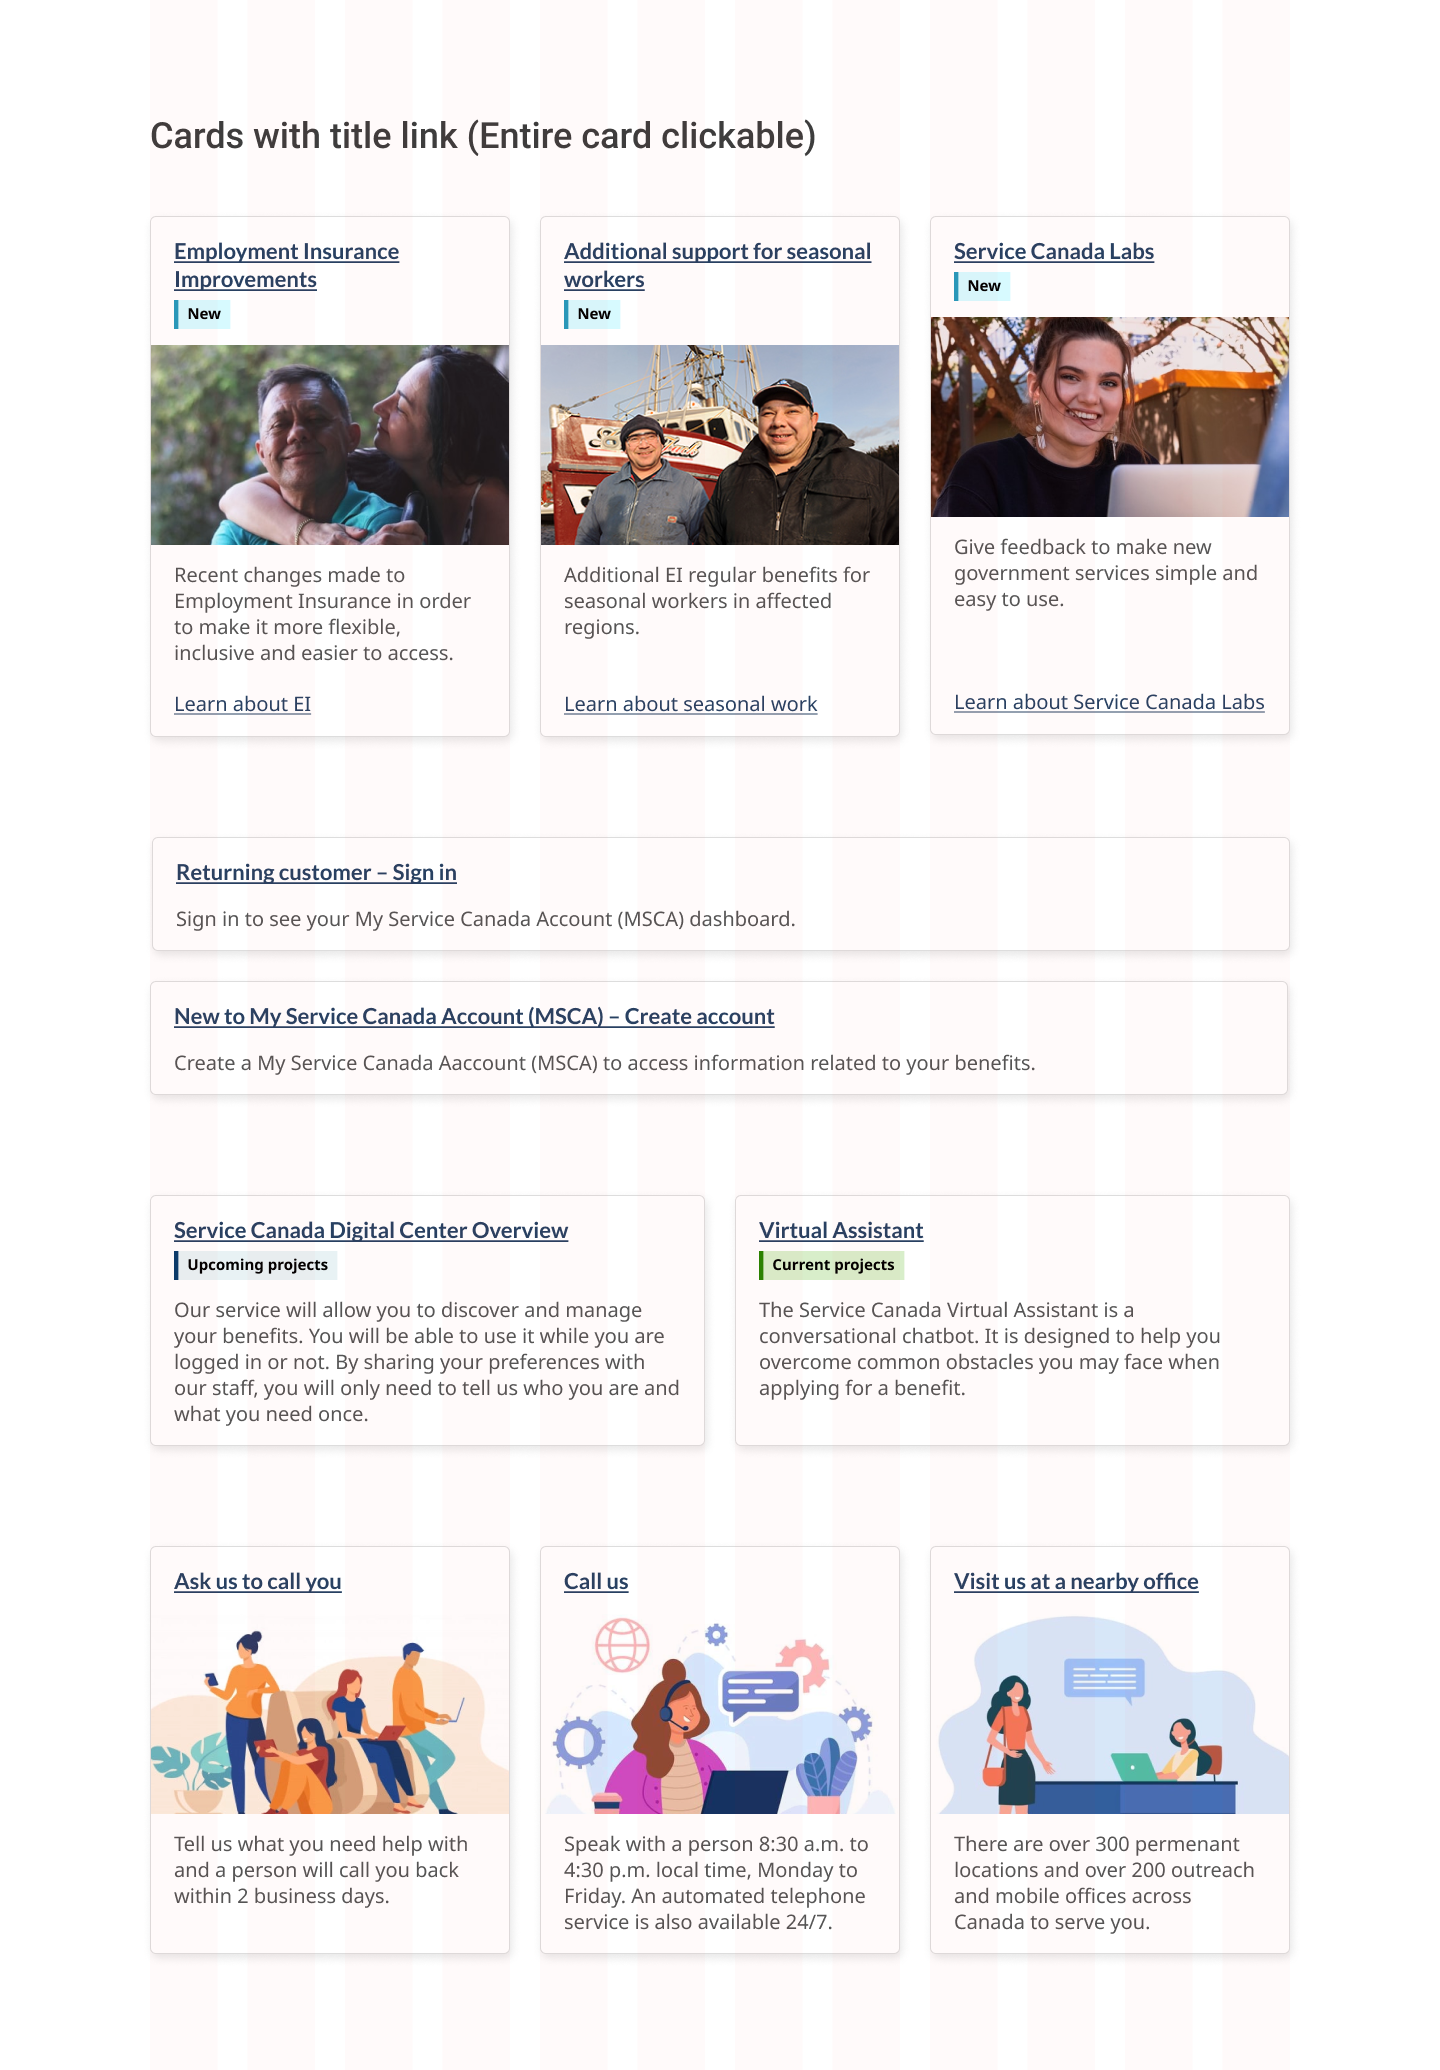 Cards with title link (Entire card clickable)
Employment Insurance
Improvements
New
Recent changes made to
Employment Insurance in order
to make it more flexible,
inclusive and easier to access.
Learn about EI
Additional support for seasonal
workers
New
Additional EI regular benefits for
seasonal workers in affected
regions.
Learn about seasonal work
Service Canada Labs
New
Give feedback to make new
government services simple and
easy to use.
Learn about Service Canada Labs
Returning customer – Sign in
Sign in to see your My Service Canada Account (MSCA) dashboard.
New to My Service Canada Account (MSCA) – Create account
Create a My Service Canada Aaccount (MSCA) to access information related to your benefits.
Service Canada Digital Center Overview
Upcoming projects
Our service will allow you to discover and manage
your benefits. You will be able to use it while you are
logged in or not. By sharing your preferences with
our staff, you will only need to tell us who you are and
what you need once.
Virtual Assistant
Current projects
The Service Canada Virtual Assistant is a
conversational chatbot. It is designed to help you
overcome common obstacles you may face when
applying for a benefit.
Ask us to call you
Tell us what you need help with
and a person will call you back
within 2 business days.
Call us
Speak with a person 8:30 a.m. to
4:30 p.m. local time, Monday to
Friday. An automated telephone
service is also available 24/7.
Visit us at a nearby office
There are over 300 permenant
locations and over 200 outreach
and mobile offices across
Canada to serve you.